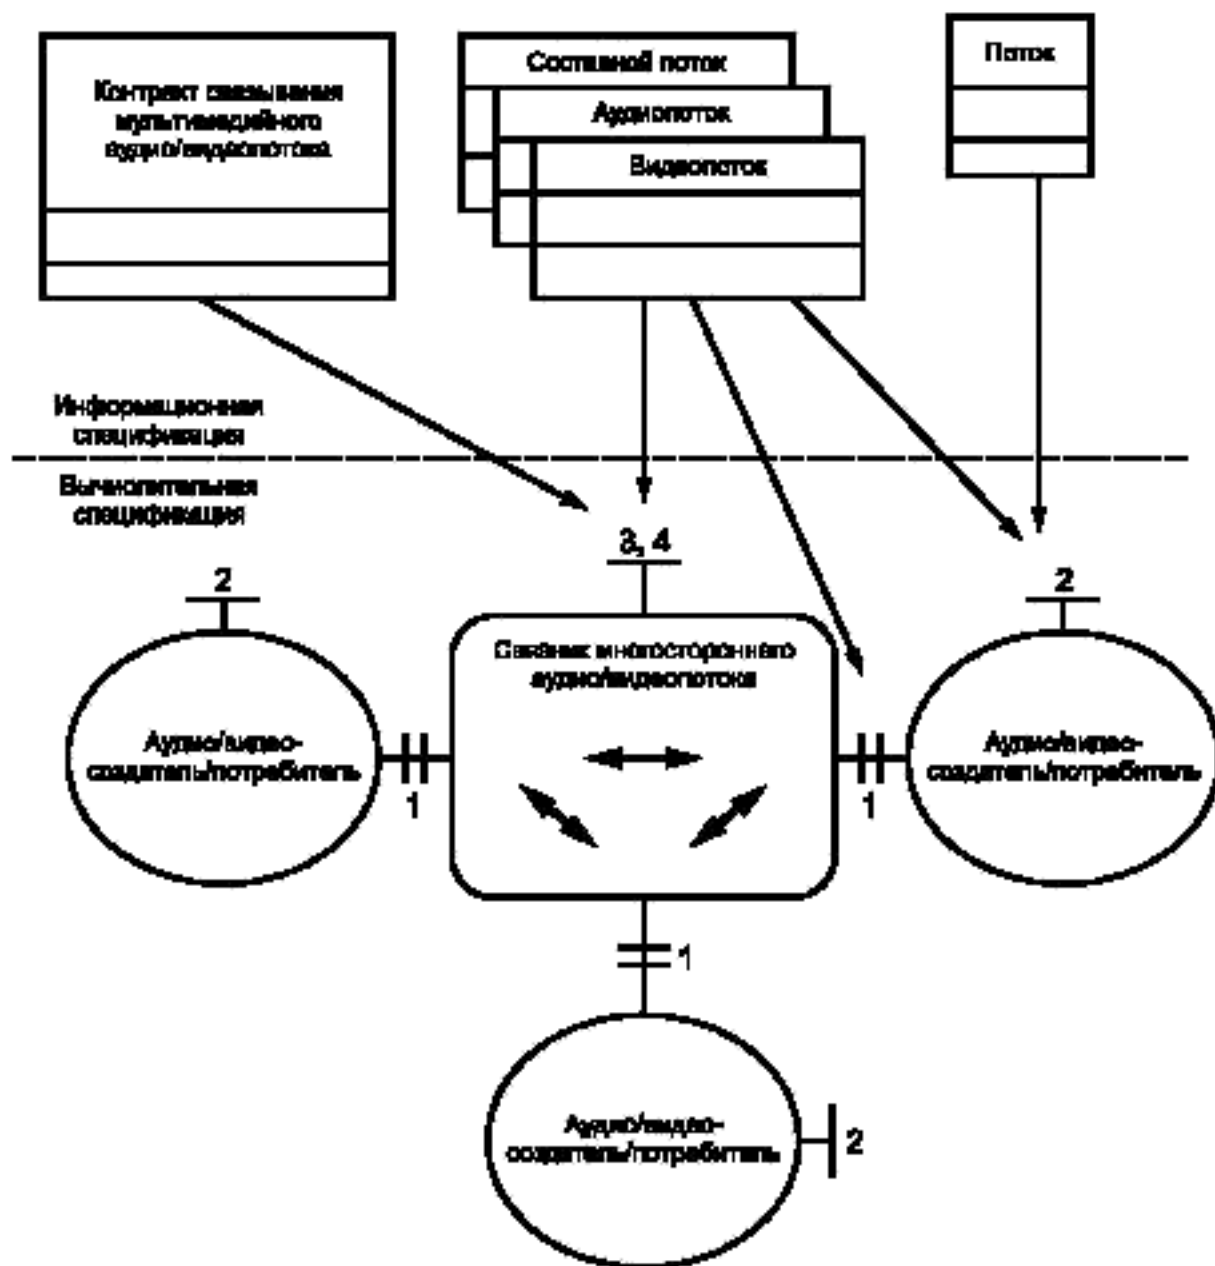 Контракт связывания
мультимедийного
аудио/видеопотока
Составной поток
Аудиопоток
Видеопоток
Поток
Информационная
спецификация
Вычислительная
спецификация
3, 4
2
2
многостороннего
аудио/видеопотока
Аудио/видео-
создатель/потребитель
1
1
Аудио/видео-
создатель/потребитель
1
Аудио/видео-
создатель/потребитель
2